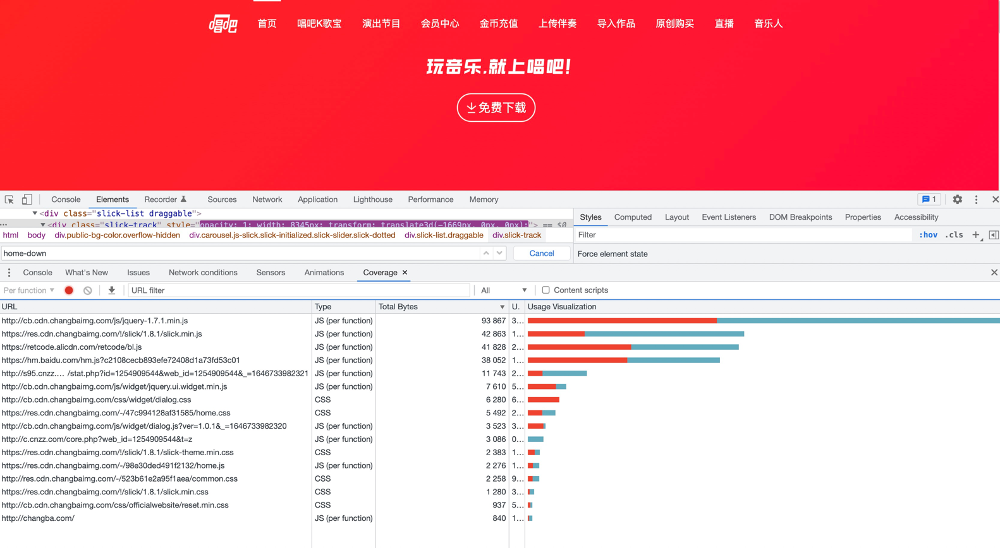 唱吧 首页 唱吧K歌宝 演出节目 会员中心 金币充值 上传伴奏 导入作品 原创购买 直播 音乐人
玩音乐,就上唱吧!
免费下载
Console Elements Recorder Sources Network Application Lighthouse Performance Memory 1
<div class="slick-list draggable">
<div class="slick-track" style="opacity: 1; width: 8345px; transform: translate3d(-1669px, 0px, 0px);"> == $0
html body div.public-bg-color.overflow-hidden div.carousel.js-slick.slick-initialized.slick-slider.slick-dotted div.slick-list.draggable div.slick-track
home-down Cancel
Styles Computed Layout Event Listeners DOM Breakpoints Properties Accessibility
Filter :hov .cls
Force element state
Console What's New Issues Network conditions Sensors Animations Coverage
Per function URL filter All Content scripts
URL Type Total Bytes U. Usage Visualization
http://cb.cdn.changbaimg.com/js/jquery-1.7.1.min.js JS (per function) 93 867 3…
https://res.cdn.changbaimg.com/!/slick/1.8.1/slick.min.js JS (per function) 42 863 1…
https://retcode.alicdn.com/retcode/bl.js JS (per function) 41 828 2…
https://hm.baidu.com/hm.js?c2108cecb893efe72408d1a73fd53c01 JS (per function) 38 052 1…
http://s95.cnzz.… /stat.php?id=1254909544&web_id=1254909544&_=1646733982321 JS (per function) 11 743 2…
http://cb.cdn.changbaimg.com/js/widget/jquery.ui.widget.min.js JS (per function) 7 610 5…
http://cb.cdn.changbaimg.com/css/widget/dialog.css CSS 6 280 6…
https://res.cdn.changbaimg.com/-/47c994128af31585/home.css CSS 5 492 2…
http://cb.cdn.changbaimg.com/js/widget/dialog.js?ver=1.0.1&_=1646733982320 JS (per function) 3 523 3…
http://c.cnzz.com/core.php?web_id=1254909544&t=z JS (per function) 3 086 0…
https://res.cdn.changbaimg.com/!/slick/1.8.1/slick-theme.min.css CSS 2 383 1…
https://res.cdn.changbaimg.com/-/98e30ded491f2132/home.js JS (per function) 2 276 1…
http://res.cdn.changbaimg.com/-/523b61e2a95f1aea/common.css CSS 2 258 9…
https://res.cdn.changbaimg.com/!/slick/1.8.1/slick.min.css CSS 1 280 3…
http://cb.cdn.changbaimg.com/css/officialwebsite/reset.min.css CSS 937 5…
http://changba.com/ JS (per function) 840 1…